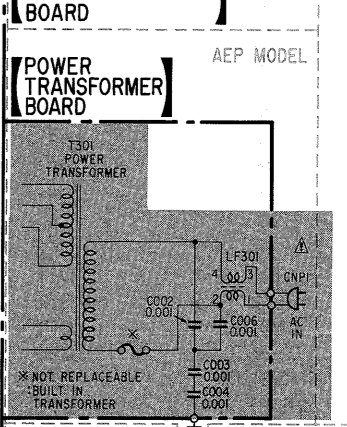 BOARD
AEP MODEL
POWER
TRANSFORMER
BOARD
T301
POWER
TRANSFORMER
LF301
4 3
2 1
CNP1
C002
0.001
C006
0.001
AC
IN
※
※ NOT REPLACEABLE
:BUILT IN
TRANSFORMER
C003
0.001
C004
0.001